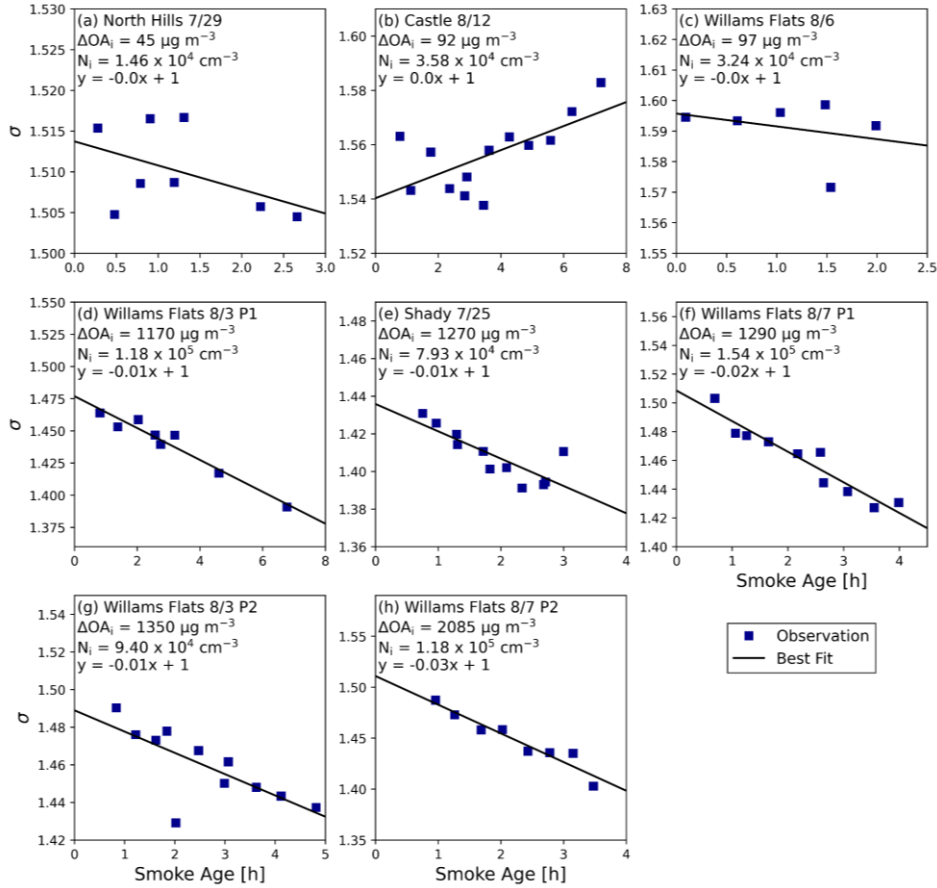 (a) North Hills 7/29
ΔOAᵢ = 45 μg m⁻³
Nᵢ = 1.46 x 10⁴ cm⁻³
y = -0.0x + 1
1.530
1.525
1.520
1.515
1.510
1.505
1.500
σ
0.0 0.5 1.0 1.5 2.0 2.5 3.0
(b) Castle 8/12
ΔOAᵢ = 92 μg m⁻³
Nᵢ = 3.58 x 10⁴ cm⁻³
y = 0.0x + 1
1.60
1.58
1.56
1.54
1.52
0 2 4 6 8
(c) Willams Flats 8/6
ΔOAᵢ = 97 μg m⁻³
Nᵢ = 3.24 x 10⁴ cm⁻³
y = -0.0x + 1
1.63
1.62
1.61
1.60
1.59
1.58
1.57
1.56
1.55
0.0 0.5 1.0 1.5 2.0 2.5
(d) Willams Flats 8/3 P1
ΔOAᵢ = 1170 μg m⁻³
Nᵢ = 1.18 x 10⁵ cm⁻³
y = -0.01x + 1
1.550
1.525
1.500
1.475
1.450
1.425
1.400
1.375
σ
0 2 4 6 8
(e) Shady 7/25
ΔOAᵢ = 1270 μg m⁻³
Nᵢ = 7.93 x 10⁴ cm⁻³
y = -0.01x + 1
1.48
1.46
1.44
1.42
1.40
1.38
1.36
0 1 2 3 4
(f) Willams Flats 8/7 P1
ΔOAᵢ = 1290 μg m⁻³
Nᵢ = 1.54 x 10⁵ cm⁻³
y = -0.02x + 1
1.56
1.54
1.52
1.50
1.48
1.46
1.44
1.42
1.40
0 1 2 3 4
Smoke Age [h]
(g) Willams Flats 8/3 P2
ΔOAᵢ = 1350 μg m⁻³
Nᵢ = 9.40 x 10⁴ cm⁻³
y = -0.01x + 1
1.54
1.52
1.50
1.48
1.46
1.44
1.42
σ
0 1 2 3 4 5
Smoke Age [h]
(h) Willams Flats 8/7 P2
ΔOAᵢ = 2085 μg m⁻³
Nᵢ = 1.18 x 10⁵ cm⁻³
y = -0.03x + 1
1.55
1.50
1.45
1.40
1.35
0 1 2 3 4
Smoke Age [h]
Observation
Best Fit